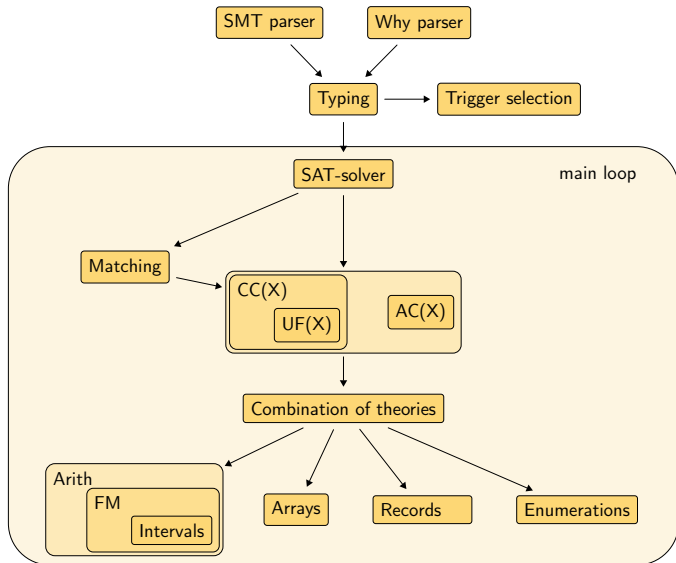 SMT parser
Why parser
Typing
Trigger selection
SAT-solver
main loop
Matching
CC(X)
UF(X)
AC(X)
Combination of theories
Arith
FM
Intervals
Arrays
Records
Enumerations